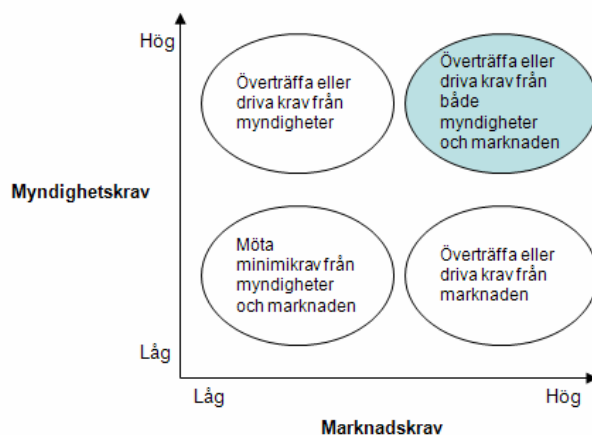 Hög
Överträffa eller
driva krav från
myndigheter
Överträffa eller
driva krav från
både
myndigheter
och marknaden
Myndighetskrav
Möta
minimikrav från
myndigheter
och marknaden
Överträffa eller
driva krav från
marknaden
Låg
Låg
Hög
Marknadskrav